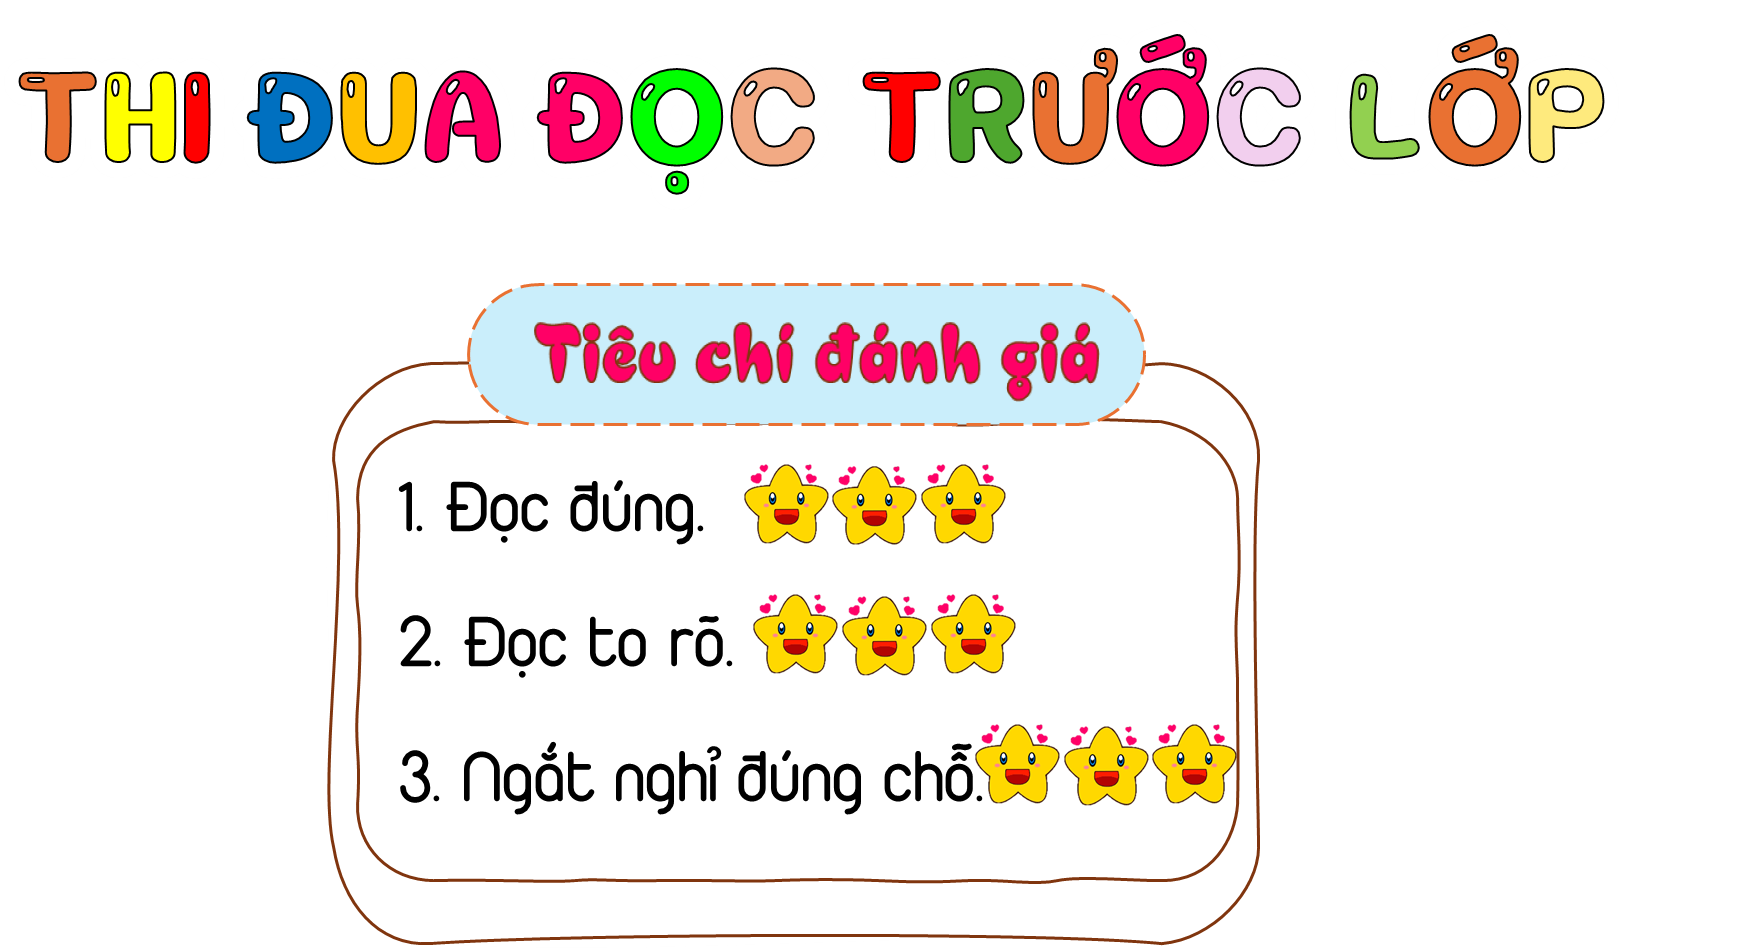 THI ĐUA ĐỌC TRƯỚC LỚP
Tiêu chí đánh giá
1. Đọc đúng.
2. Đọc to rõ.
3. Ngắt nghỉ đúng chỗ.